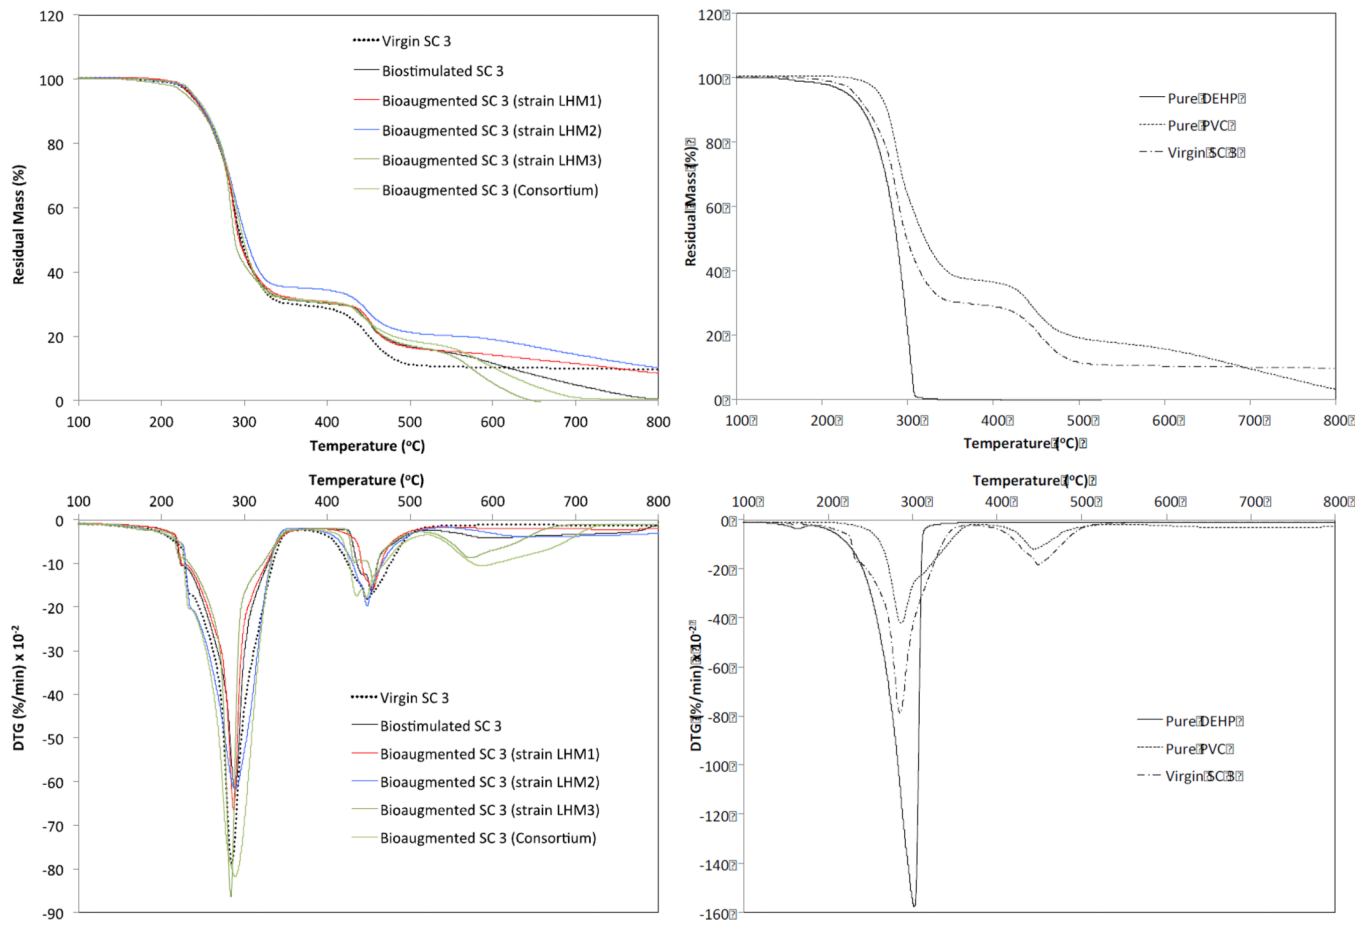 120
100
80
60
40
20
0
Residual Mass (%)
Virgin SC 3
Biostimulated SC 3
Bioaugmented SC 3 (strain LHM1)
Bioaugmented SC 3 (strain LHM2)
Bioaugmented SC 3 (strain LHM3)
Bioaugmented SC 3 (Consortium)
100 200 300 400 500 600 700 800
Temperature (ºC)
120⍰
100⍰
80⍰
60⍰
40⍰
20⍰
0⍰
Residual⍰Mass⍰(%)⍰
Pure⍰DEHP⍰
Pure⍰PVC⍰
Virgin⍰SC⍰3⍰
100⍰ 200⍰ 300⍰ 400⍰ 500⍰ 600⍰ 700⍰ 800⍰
Temperature⍰(ºC)⍰
Temperature (ºC)
100 200 300 400 500 600 700 800
0
-10
-20
-30
-40
-50
-60
-70
-80
-90
DTG (%/min) x 10-2
Virgin SC 3
Biostimulated SC 3
Bioaugmented SC 3 (strain LHM1)
Bioaugmented SC 3 (strain LHM2)
Bioaugmented SC 3 (strain LHM3)
Bioaugmented SC 3 (Consortium)
Temperature⍰(ºC)⍰
100⍰ 200⍰ 300⍰ 400⍰ 500⍰ 600⍰ 700⍰ 800⍰
0⍰
-20⍰
-40⍰
-60⍰
-80⍰
-100⍰
-120⍰
-140⍰
-160⍰
DTG⍰(%/min)⍰x⍰10-2⍰
Pure⍰DEHP⍰
Pure⍰PVC⍰
Virgin⍰SC⍰3⍰